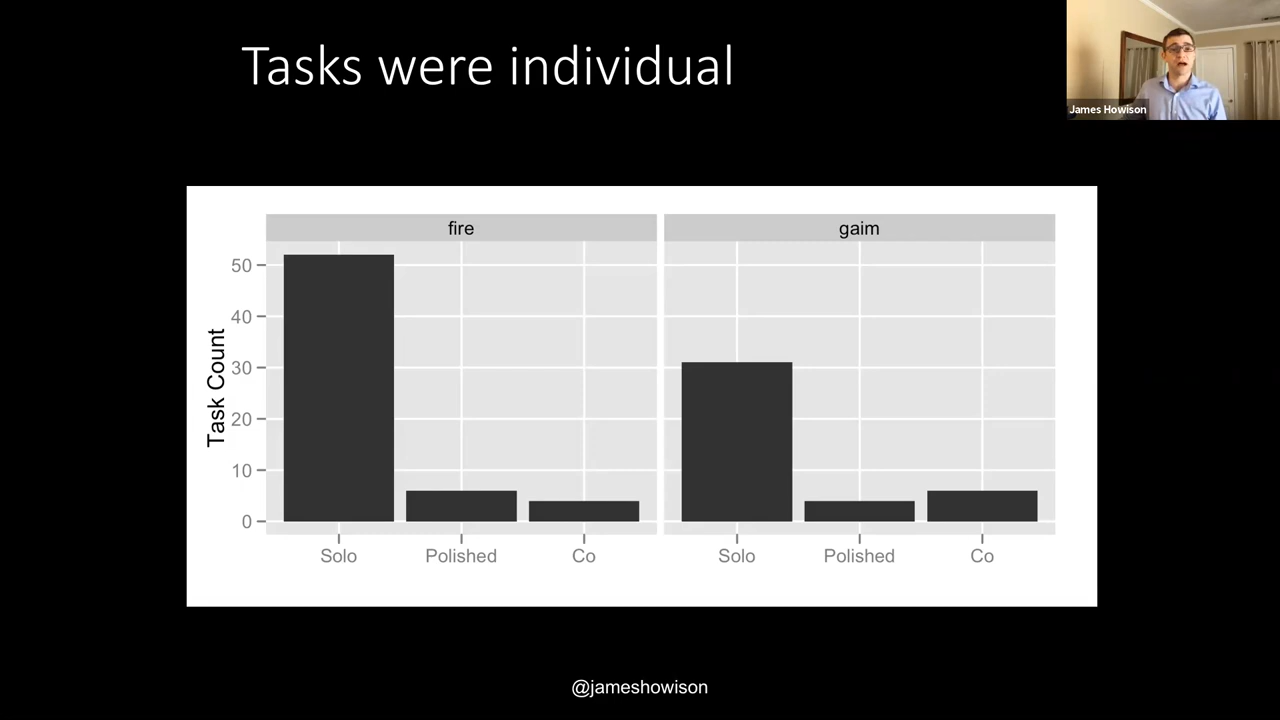 Tasks were individual
James Howison
fire
gaim
Task Count
50
40
30
20
10
0
Solo
Polished
Co
Solo
Polished
Co
@jameshowison